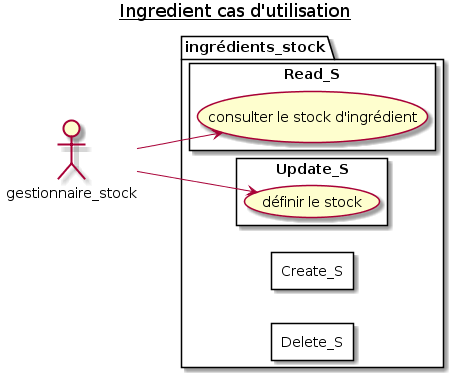 Ingredient cas d'utilisation
ingrédients_stock
Read_S
consulter le stock d'ingrédient
gestionnaire_stock
Update_S
définir le stock
Create_S
Delete_S